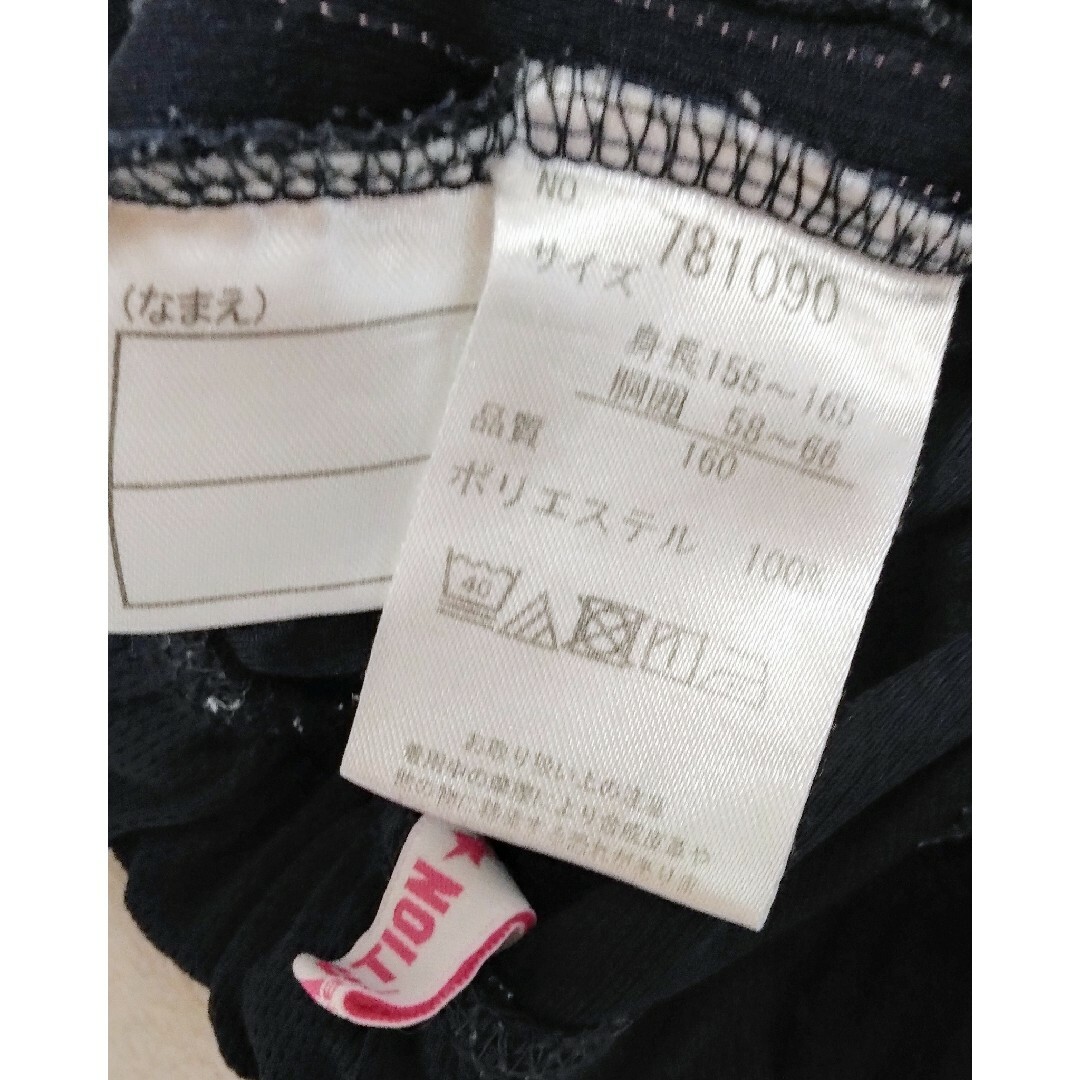 (なまえ)
NO 781090
サイズ
身長155～165
胴囲 58～66
160
品質
ポリエステル 100%
40
お取り扱い上の注意
TION